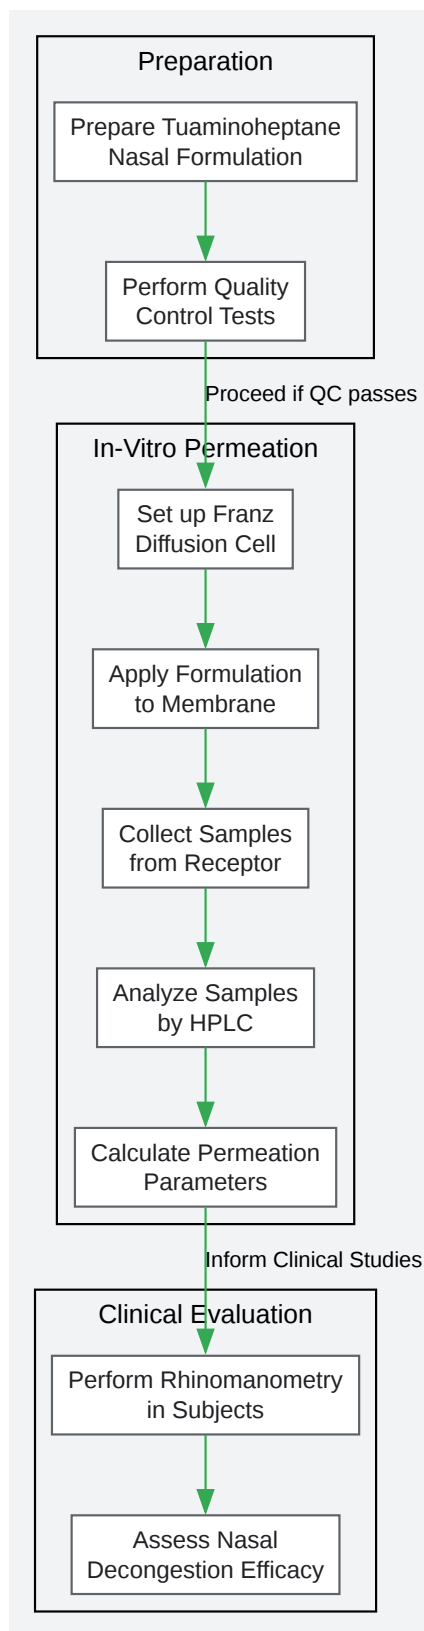 Preparation
Prepare Tuaminoheptane
Nasal Formulation
Perform Quality
Control Tests
Proceed if QC passes
In-Vitro Permeation
Set up Franz
Diffusion Cell
Apply Formulation
to Membrane
Collect Samples
from Receptor
Analyze Samples
by HPLC
Calculate Permeation
Parameters
Inform Clinical Studies
Clinical Evaluation
Perform Rhinomanometry
in Subjects
Assess Nasal
Decongestion Efficacy